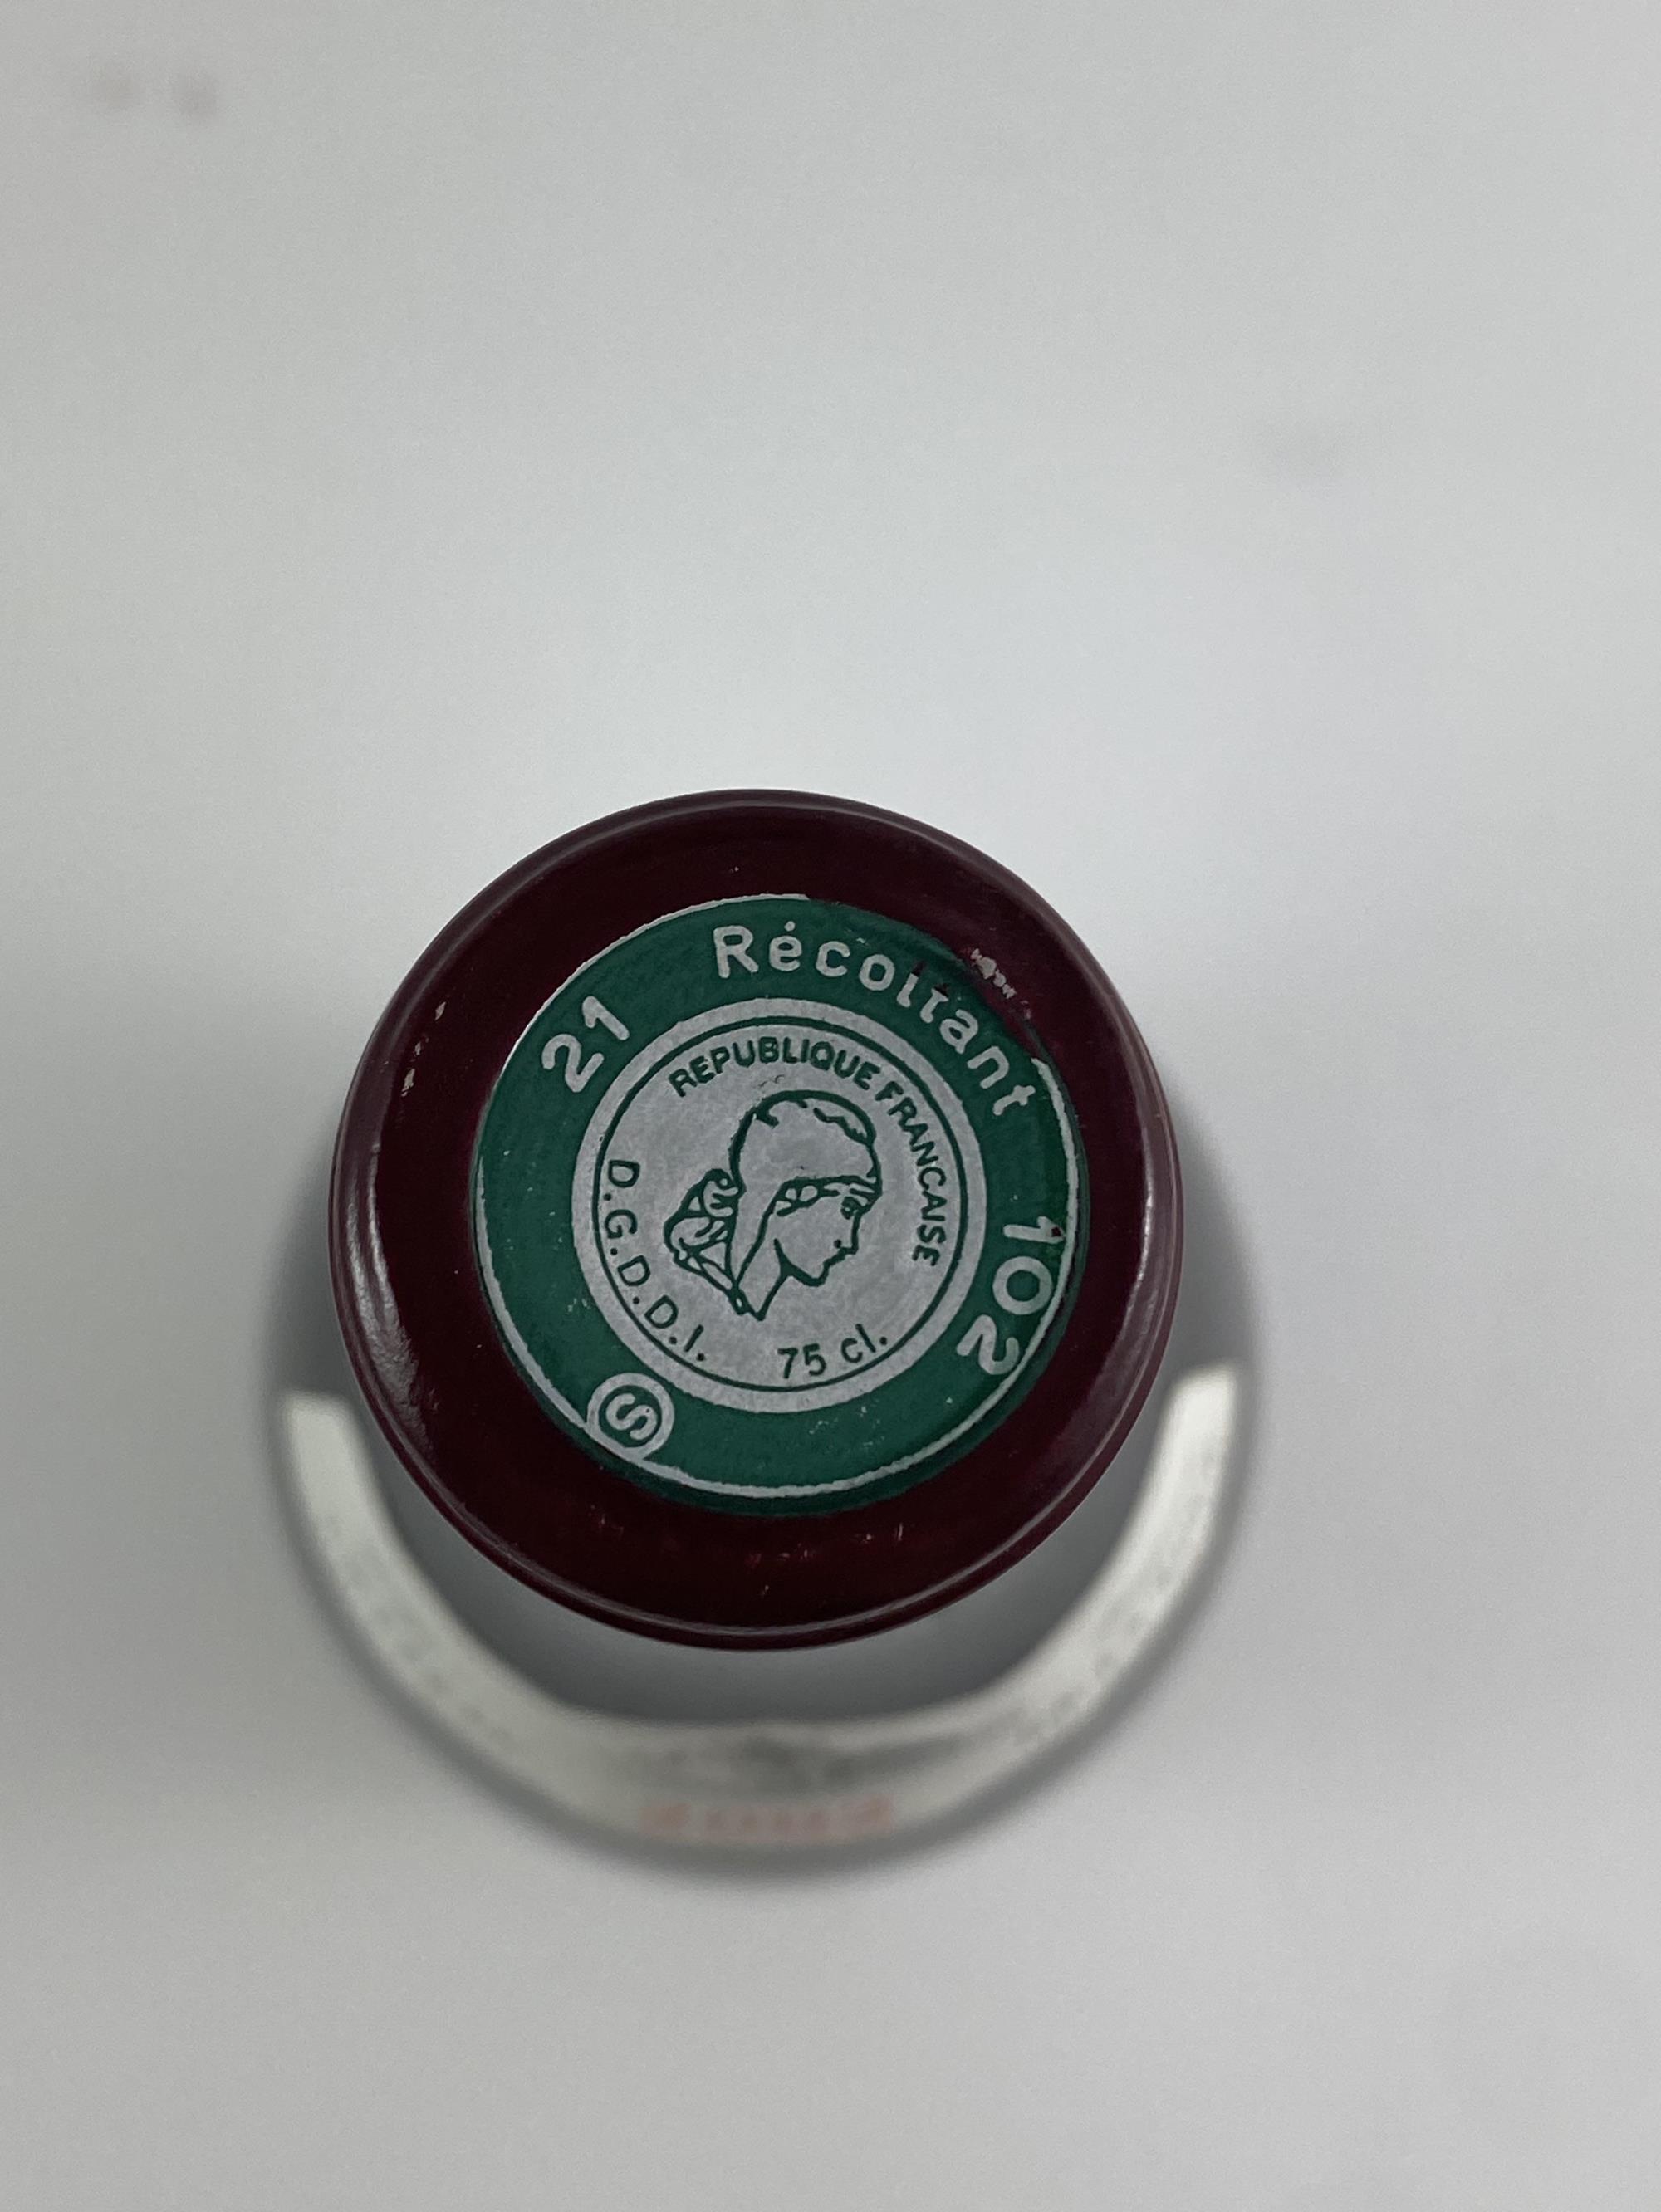 21 Récoltant 102
S
REPUBLIQUE FRANCAISE
D.G.D.D.I.
75 cl.